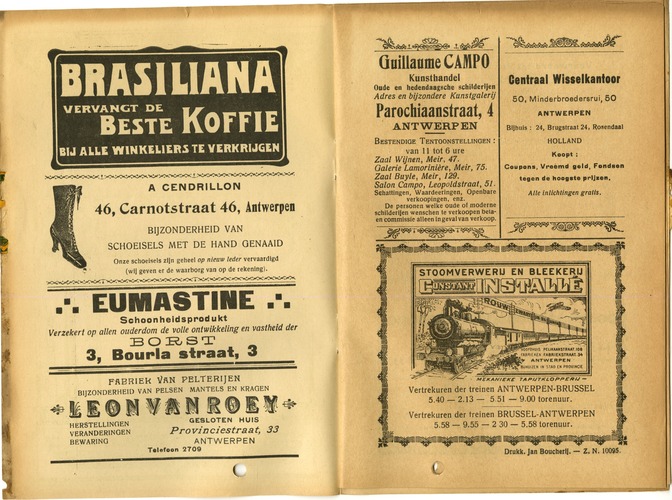 BRASILIANA
VERVANGT DE
BESTE KOFFIE
BIJ ALLE WINKELIERS TE VERKRIJGEN
A CENDRILLON
46, Carnotstraat 46, Antwerpen
BIJZONDERHEID VAN
SCHOEISELS MET DE HAND GENAAID
Onze schoeisels zijn geheel op nieuw leder vervaardigd
(wij geven er de waarborg van op de rekening).
EUMASTINE
Schoonheidsprodukt
Verzekert op allen ouderdom de volle ontwikkeling en vastheid der
BORST
3, Bourla straat, 3
FABRIEK VAN PELTERIJEN
BIJZONDERHEID VAN PELSEN MANTELS EN KRAGEN
LEON VAN ROEY
HERSTELLINGEN
VERANDERINGEN
BEWARING
GESLOTEN HUIS
Provinciestraat, 33
ANTWERPEN
Telefoon 2709
Guillaume CAMPO
Kunsthandel
Oude en hedendaagsche schilderijen
Adres en bijzondere Kunstgalerij
Parochiaanstraat, 4
ANTWERPEN
BESTENDIGE TENTOONSTELLINGEN :
van 11 tot 6 ure
Zaal Wijnen, Meir, 47.
Galerie Lamorinière, Meir, 75.
Zaal Buyle, Meir, 129.
Salon Campo, Leopoldstraat, 51.
Schattingen, Waardeeringen, Openbare
verkoopingen, enz.
De personen welke oude of moderne
schilderijen wenschen te verkoopen beta-
len commissie alleen in geval van verkoop.
Centraal Wisselkantoor
50, Minderbroedersrui, 50
ANTWERPEN
Bijhuis : 24, Brugstraat 24, Rosendaal
HOLLAND
Koopt :
Coupons, Vreemd geld, Fondsen
tegen de hoogste prijzen,
Alle inlichtingen gratis.
STOOMVERWERIJ EN BLEEKERIJ
CONSTANT INSTALLÉ
ROUW
ANTWERPEN
MEKANIEKE TAPIJTKLOPPERIJ
Vertrekuren der treinen ANTWERPEN-BRUSSEL
5.40 — 2.13 — 5.51 — 9.00 torenuur.
Vertrekuren der treinen BRUSSEL-ANTWERPEN
5.58 — 9.55 — 2 30 — 5.58 torenuur.
Drukk. Jan Boucherij. — Z. N. 10095.